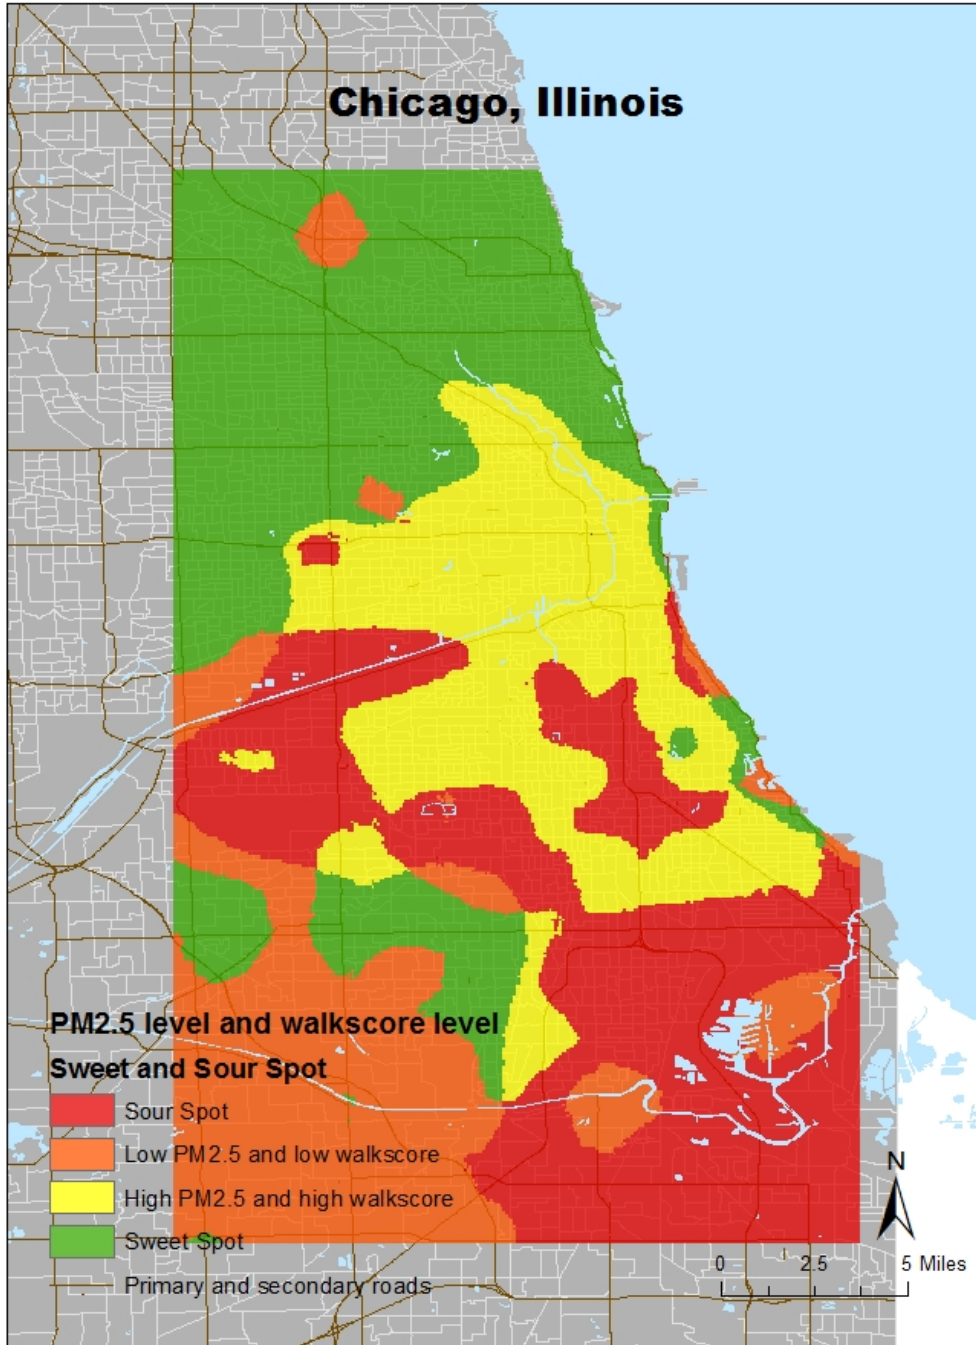 Chicago, Illinois
PM2.5 level and walkscore level
Sweet and Sour Spot
Sour Spot
Low PM2.5 and low walkscore
High PM2.5 and high walkscore
Sweet Spot
Primary and secondary roads
N
0 2.5 5 Miles